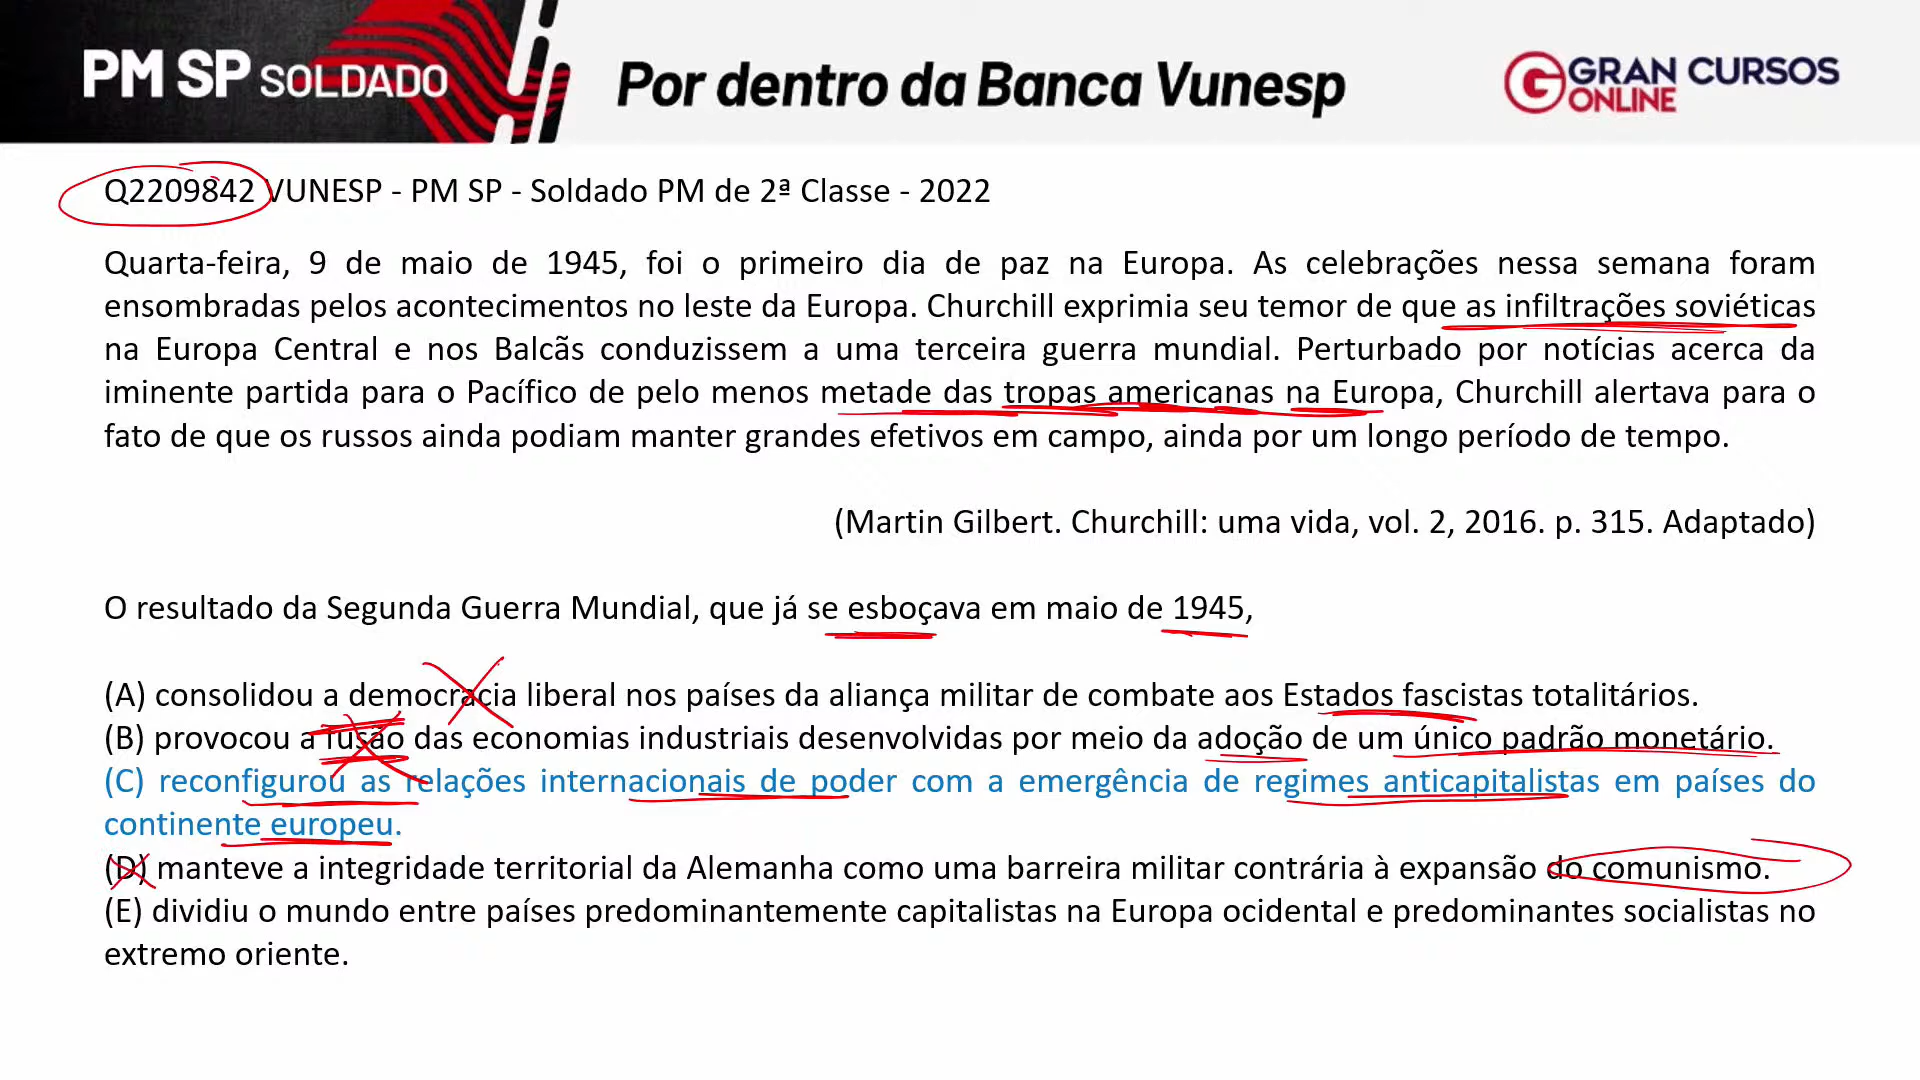 PM SP SOLDADO
Por dentro da Banca Vunesp
GRAN CURSOS
ONLINE
Q2209842 VUNESP - PM SP - Soldado PM de 2ª Classe - 2022
Quarta-feira, 9 de maio de 1945, foi o primeiro dia de paz na Europa. As celebrações nessa semana foram
ensombradas pelos acontecimentos no leste da Europa. Churchill exprimia seu temor de que as infiltrações soviéticas
na Europa Central e nos Balcãs conduzissem a uma terceira guerra mundial. Perturbado por notícias acerca da
iminente partida para o Pacífico de pelo menos metade das tropas americanas na Europa, Churchill alertava para o
fato de que os russos ainda podiam manter grandes efetivos em campo, ainda por um longo período de tempo.
(Martin Gilbert. Churchill: uma vida, vol. 2, 2016. p. 315. Adaptado)
O resultado da Segunda Guerra Mundial, que já se esboçava em maio de 1945,
(A) consolidou a democracia liberal nos países da aliança militar de combate aos Estados fascistas totalitários.
(B) provocou a fusão das economias industriais desenvolvidas por meio da adoção de um único padrão monetário.
(C) reconfigurou as relações internacionais de poder com a emergência de regimes anticapitalistas em países do
continente europeu.
(D) manteve a integridade territorial da Alemanha como uma barreira militar contrária à expansão do comunismo.
(E) dividiu o mundo entre países predominantemente capitalistas na Europa ocidental e predominantes socialistas no
extremo oriente.